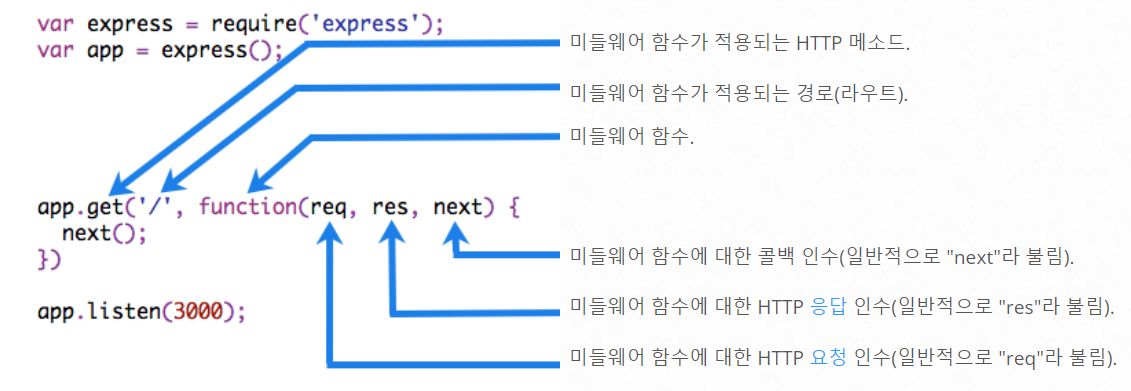 var express = require('express');
var app = express();
미들웨어 함수가 적용되는 HTTP 메소드.
미들웨어 함수가 적용되는 경로(라우트).
미들웨어 함수.
app.get('/', function(req, res, next) {
next();
})
app.listen(3000);
미들웨어 함수에 대한 콜백 인수(일반적으로 "next"라 불림).
미들웨어 함수에 대한 HTTP 응답 인수(일반적으로 "res"라 불림).
미들웨어 함수에 대한 HTTP 요청 인수(일반적으로 "req"라 불림).